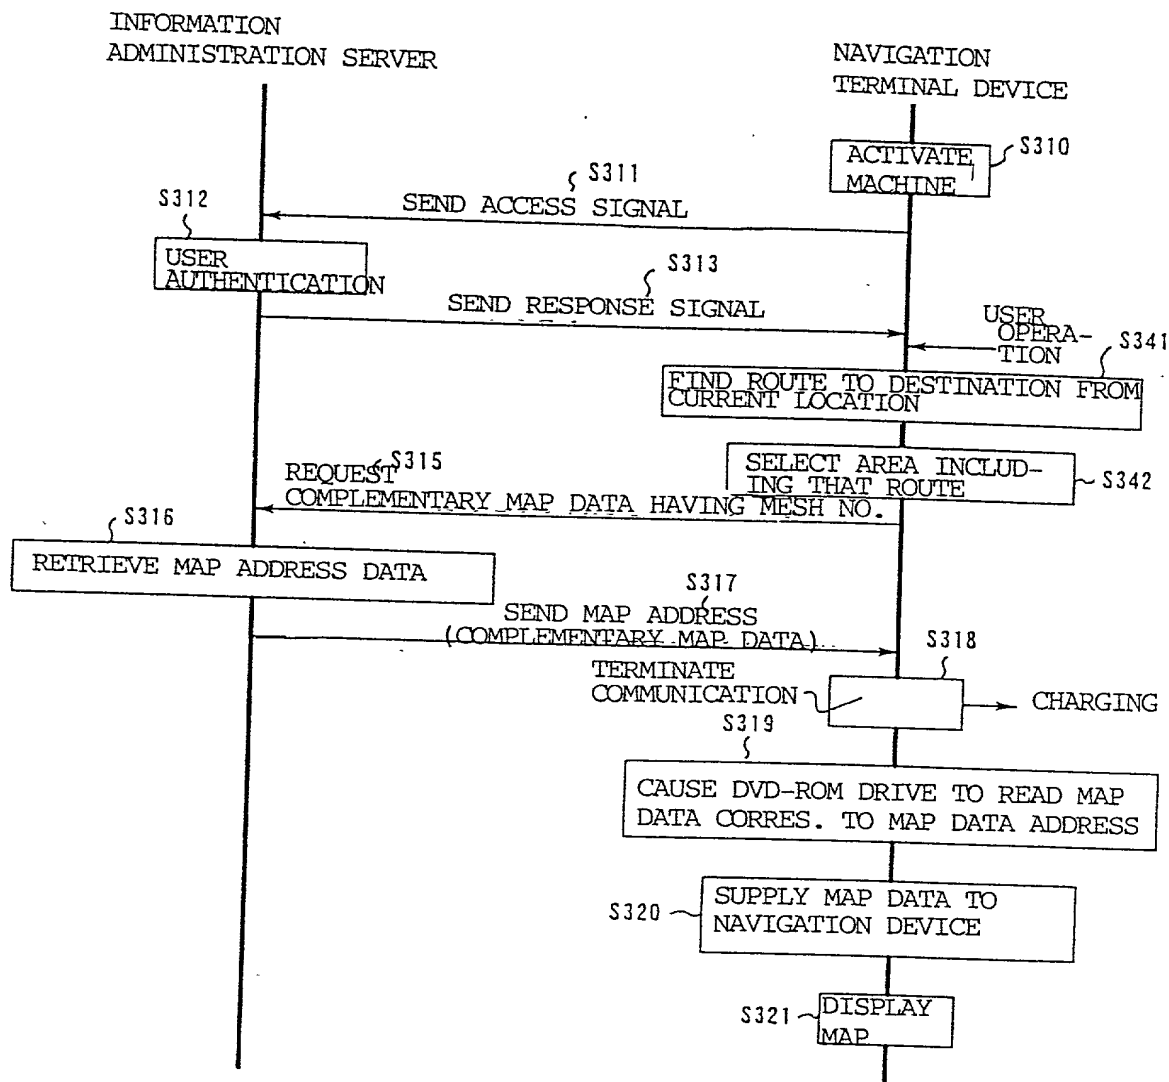 INFORMATION
ADMINISTRATION SERVER
NAVIGATION
TERMINAL DEVICE
S310
ACTIVATE
MACHINE
S311
SEND ACCESS SIGNAL
S312
USER
AUTHENTICATION
S313
SEND RESPONSE SIGNAL
USER
OPERA-
TION
S341
FIND ROUTE TO DESTINATION FROM
CURRENT LOCATION
SELECT AREA INCLUD-
ING THAT ROUTE
S342
S315
REQUEST
COMPLEMENTARY MAP DATA HAVING MESH NO.
S316
RETRIEVE MAP ADDRESS DATA
S317
SEND MAP ADDRESS
(COMPLEMENTARY MAP DATA)
S318
TERMINATE
COMMUNICATION
CHARGING
S319
CAUSE DVD-ROM DRIVE TO READ MAP
DATA CORRES. TO MAP DATA ADDRESS
S320
SUPPLY MAP DATA TO
NAVIGATION DEVICE
S321
DISPLAY
MAP